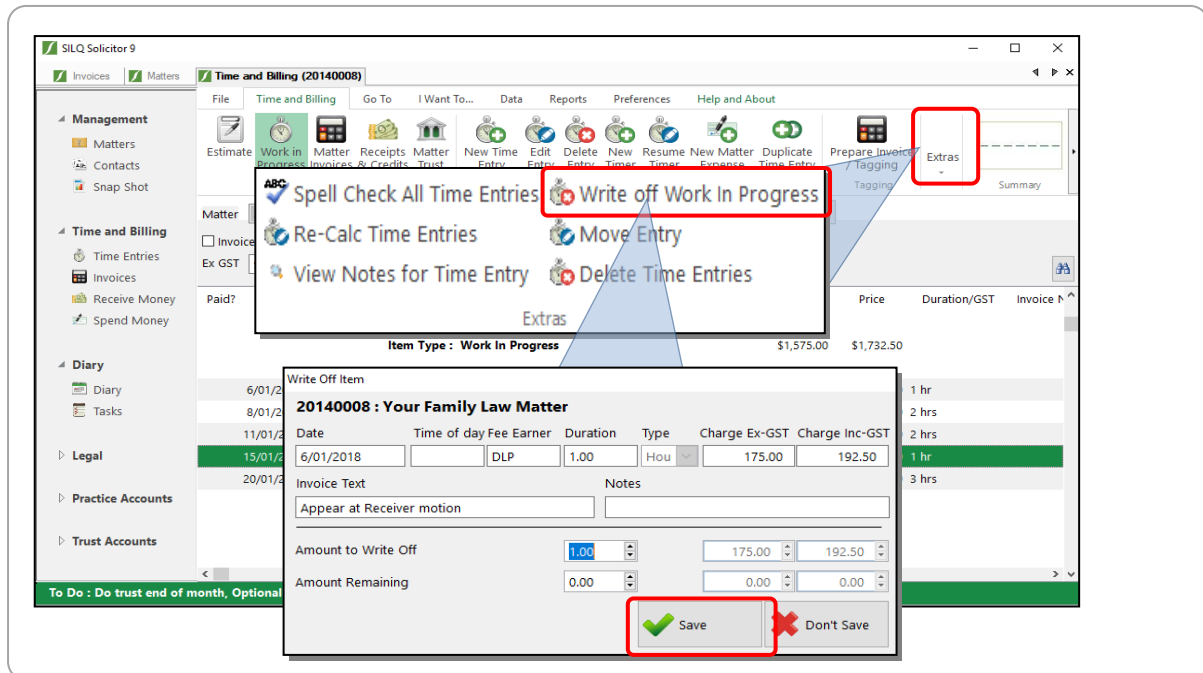 SILQ Solicitor 9
Invoices Matters Time and Billing (20140008)
File Time and Billing Go To I Want To... Data Reports Preferences Help and About
Management
Matters
Contacts
Snap Shot
Time and Billing
Time Entries
Invoices
Receive Money
Spend Money
Diary
Diary
Tasks
Legal
Practice Accounts
Trust Accounts
Estimate Work in Matter Receipts Matter New Time Edit Delete New Resume New Matter Duplicate Prepare Invoice
Progress Invoices & Credits Trust Entry Entry Entry Timer Timer Expense Time Entry / Tagging
Extras
Tagging Summary
Matter
Invoice
Ex GST
Paid? Price Duration/GST Invoice N
ABC
Spell Check All Time Entries Write off Work In Progress
Re-Calc Time Entries Move Entry
View Notes for Time Entry Delete Time Entries
Extras
Item Type : Work In Progress $1,575.00 $1,732.50
6/01/2 1 hr
8/01/2 2 hrs
11/01/2 2 hrs
15/01/2 1 hr
20/01/2 3 hrs
Write Off Item
20140008 : Your Family Law Matter
Date Time of day Fee Earner Duration Type Charge Ex-GST Charge Inc-GST
6/01/2018 DLP 1.00 Hou 175.00 192.50
Invoice Text Notes
Appear at Receiver motion
Amount to Write Off 1.00 175.00 192.50
Amount Remaining 0.00 0.00 0.00
Save Don't Save
To Do : Do trust end of month, Optional